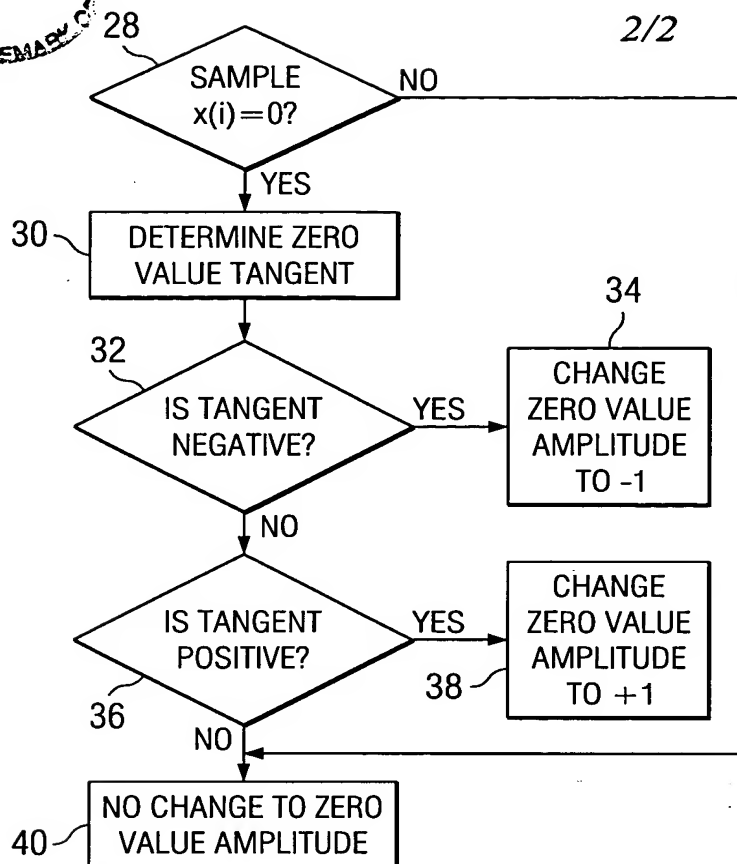 2/2
28
SAMPLE
x(i)=0?
NO
YES
30
DETERMINE ZERO
VALUE TANGENT
32
IS TANGENT
NEGATIVE?
YES
34
CHANGE
ZERO VALUE
AMPLITUDE
TO -1
NO
IS TANGENT
POSITIVE?
YES
36
38
CHANGE
ZERO VALUE
AMPLITUDE
TO +1
NO
40
NO CHANGE TO ZERO
VALUE AMPLITUDE